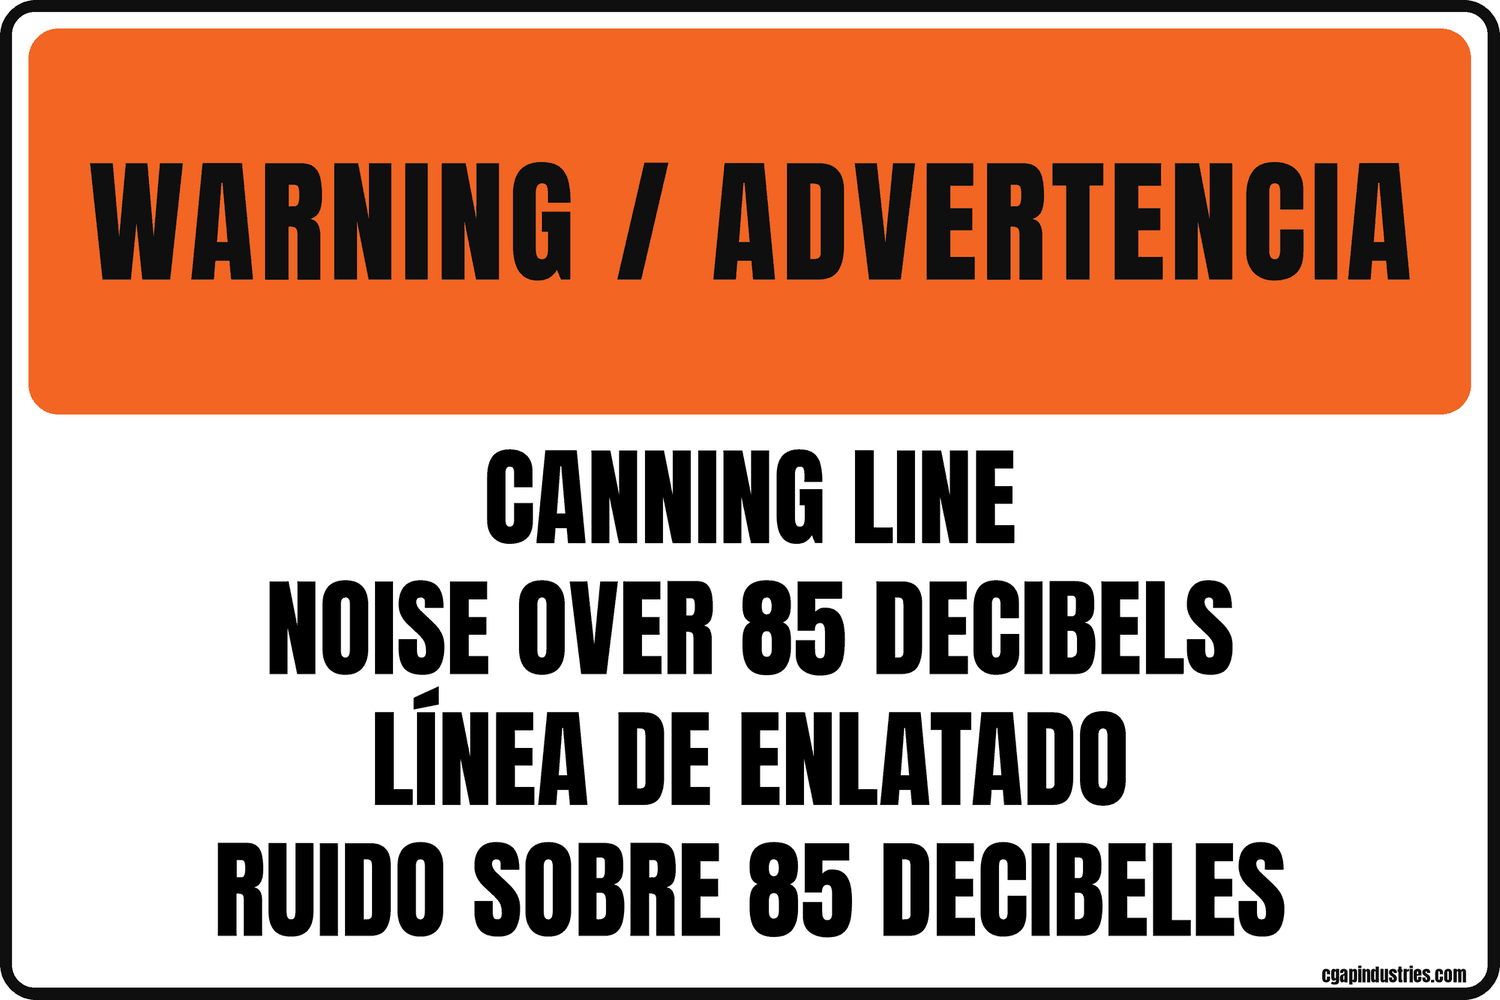 WARNING / ADVERTENCIA
CANNING LINE
NOISE OVER 85 DECIBELS
LÍNEA DE ENLATADO
RUIDO SOBRE 85 DECIBELES
cgapindustries.com